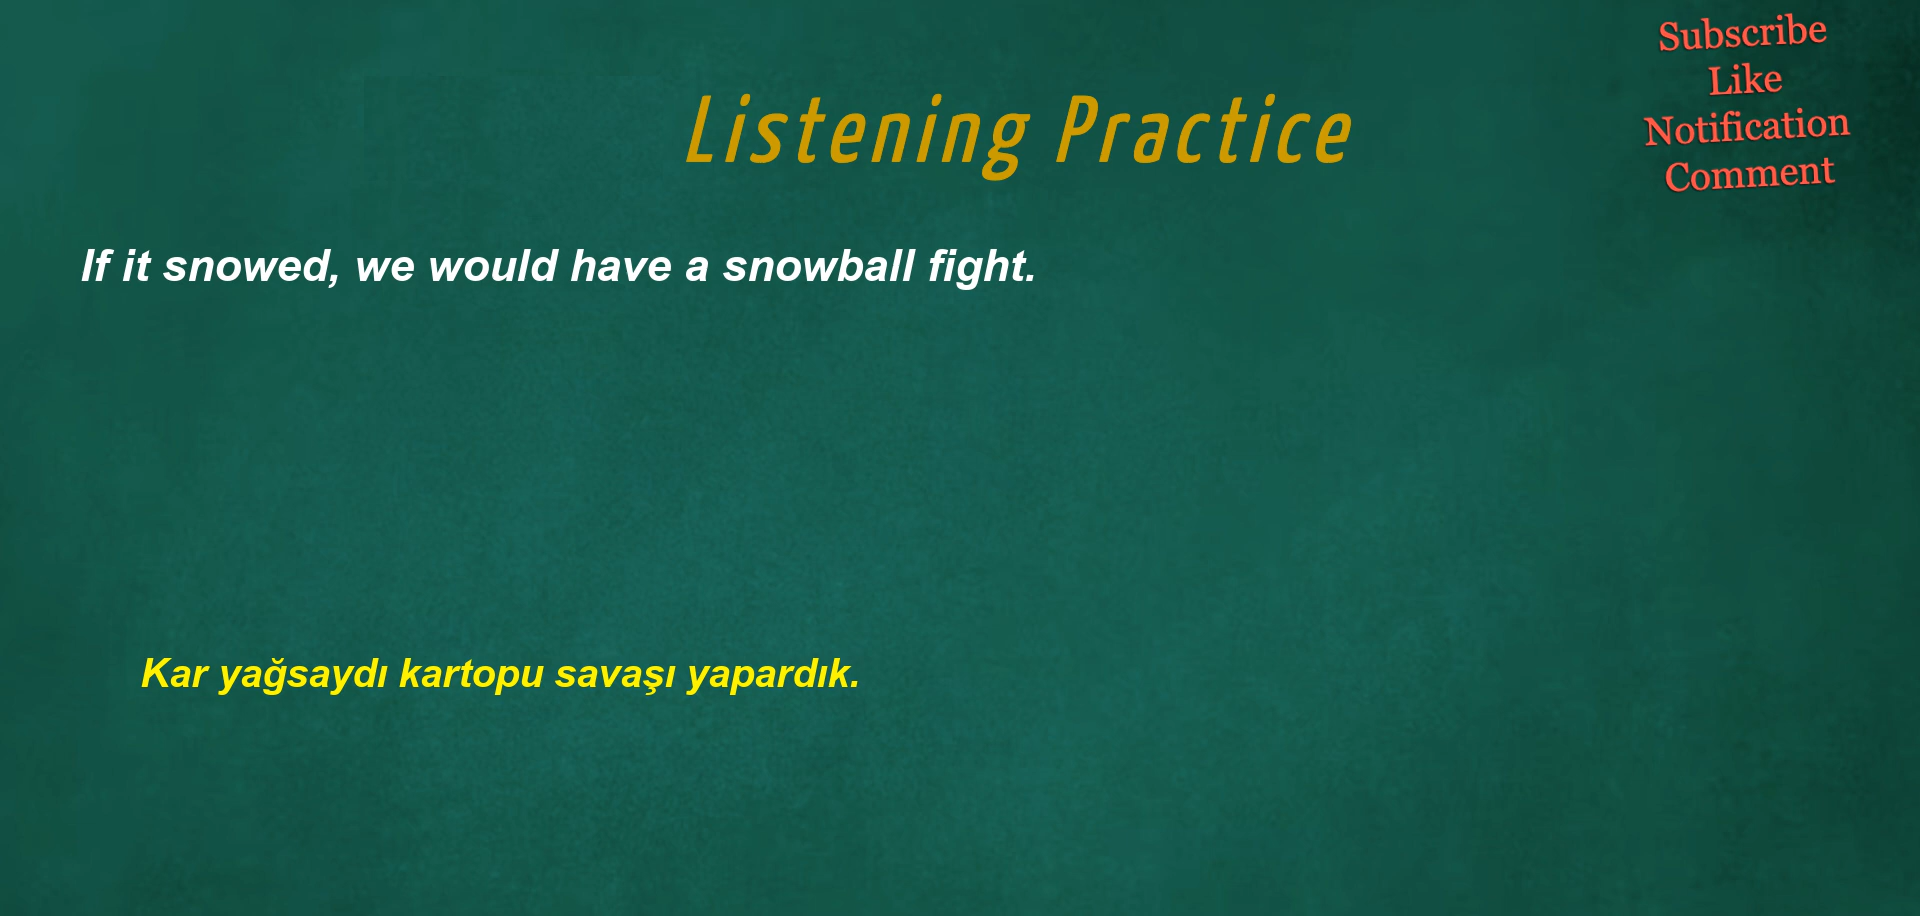 Subscribe
Like
Notification
Comment
Listening Practice
If it snowed, we would have a snowball fight.
Kar yağsaydı kartopu savaşı yapardık.